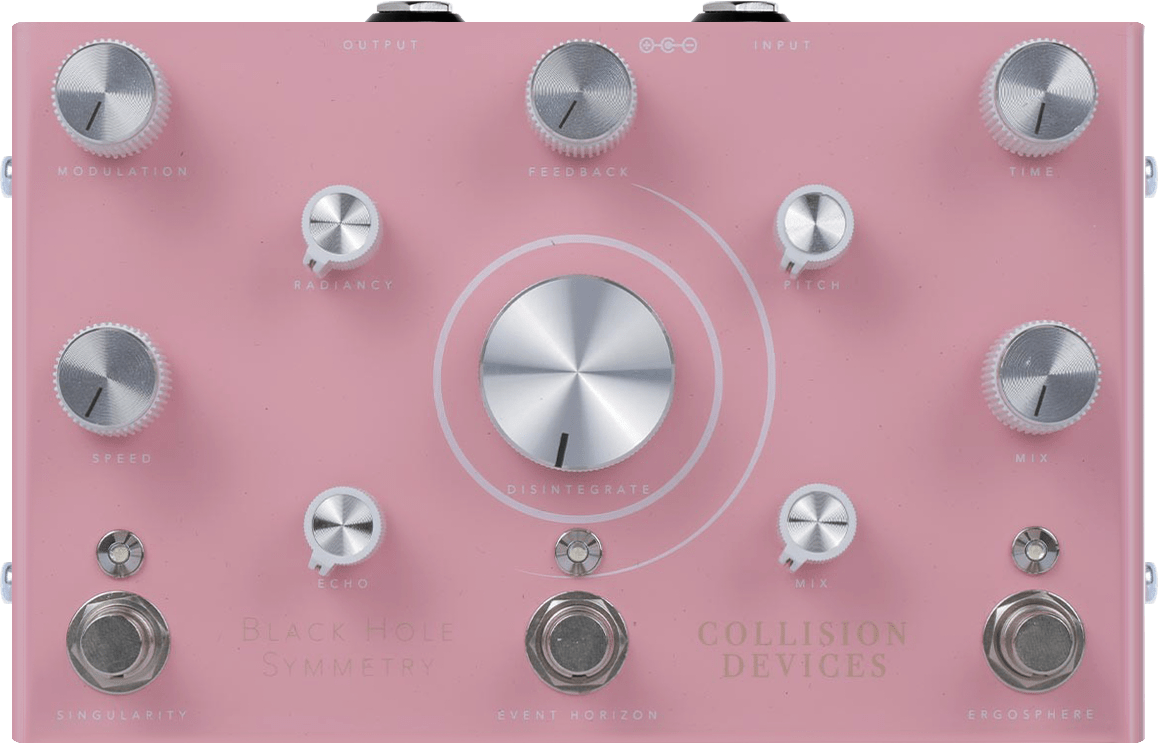 OUTPUT
INPUT
MODULATION
FEEDBACK
TIME
RADIANCY
PITCH
SPEED
DISINTEGRATE
MIX
ECHO
MIX
BLACK HOLE
SYMMETRY
COLLISION
DEVICES
SINGULARITY
EVENT HORIZON
ERGOSPHERE